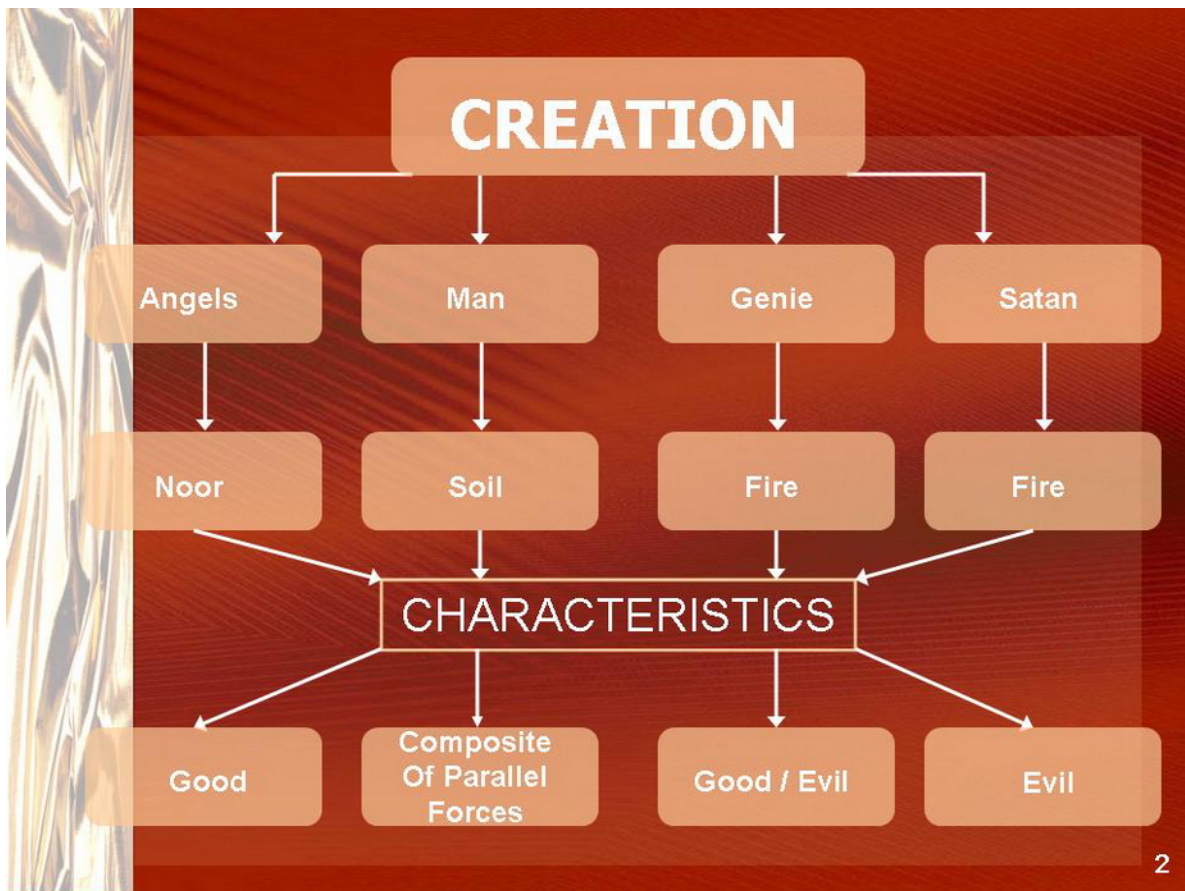 CREATION
Angels
Man
Genie
Satan
Noor
Soil
Fire
Fire
CHARACTERISTICS
Good
Composite
Of Parallel
Forces
Good / Evil
Evil
2